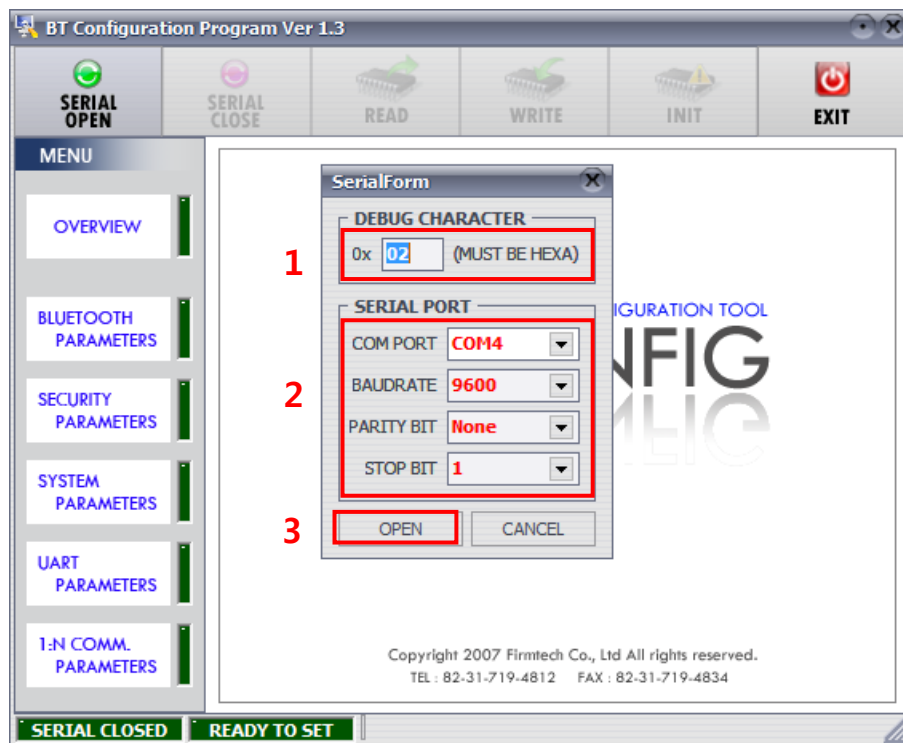 BT Configuration Program Ver 1.3
SERIAL OPEN
SERIAL CLOSE
READ
WRITE
INIT
EXIT
MENU
OVERVIEW
BLUETOOTH
PARAMETERS
SECURITY
PARAMETERS
SYSTEM
PARAMETERS
UART
PARAMETERS
1:N COMM.
PARAMETERS
SerialForm
DEBUG CHARACTER
1
0x 02 (MUST BE HEXA)
SERIAL PORT
2
COM PORT COM4
BAUDRATE 9600
PARITY BIT None
STOP BIT 1
3
OPEN CANCEL
IGURATION TOOL
NFIG
Copyright 2007 Firmtech Co., Ltd All rights reserved.
TEL : 82-31-719-4812 FAX : 82-31-719-4834
SERIAL CLOSED READY TO SET